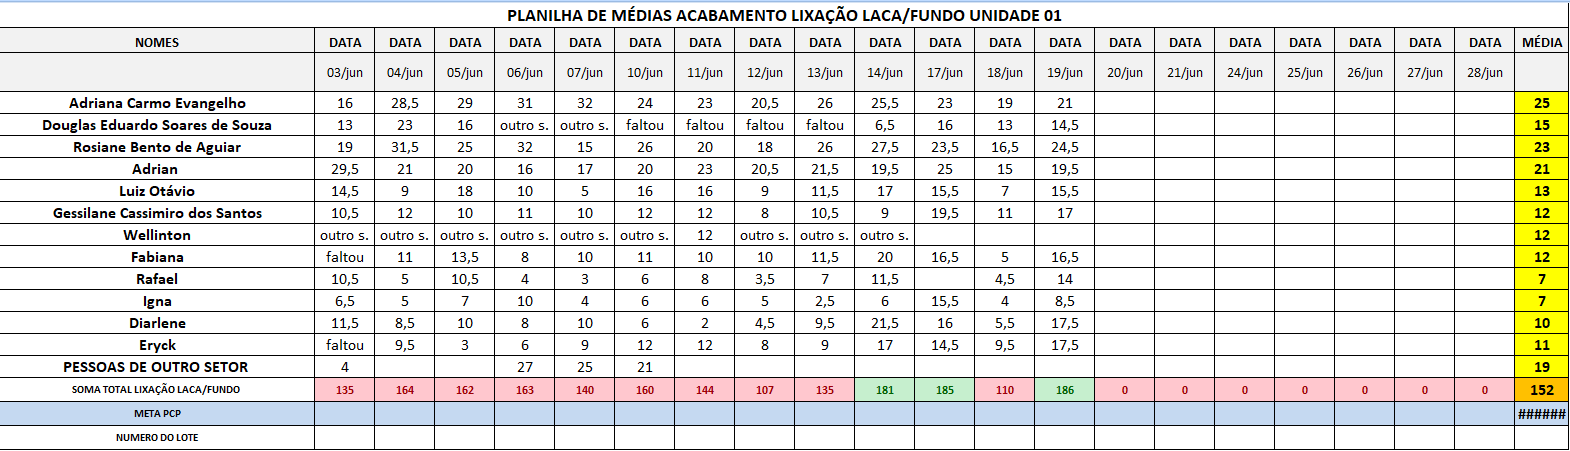 PLANILHA DE MÉDIAS ACABAMENTO LIXAÇÃO LACA/FUNDO UNIDADE 01
NOMES DATA DATA DATA DATA DATA DATA DATA DATA DATA DATA DATA DATA DATA DATA DATA DATA DATA DATA DATA DATA MÉDIA
03/jun 04/jun 05/jun 06/jun 07/jun 10/jun 11/jun 12/jun 13/jun 14/jun 17/jun 18/jun 19/jun 20/jun 21/jun 24/jun 25/jun 26/jun 27/jun 28/jun
Adriana Carmo Evangelho 16 28,5 29 31 32 24 23 20,5 26 25,5 23 19 21 25
Douglas Eduardo Soares de Souza 13 23 16 outro s. outro s. faltou faltou faltou faltou 6,5 16 13 14,5 15
Rosiane Bento de Aguiar 19 31,5 25 32 15 26 20 18 26 27,5 23,5 16,5 24,5 23
Adrian 29,5 21 20 16 17 20 23 20,5 21,5 19,5 25 15 19,5 21
Luiz Otávio 14,5 9 18 10 5 16 16 9 11,5 17 15,5 7 15,5 13
Gessilane Cassimiro dos Santos 10,5 12 10 11 10 12 12 8 10,5 9 19,5 11 17 12
Wellinton outro s. outro s. outro s. outro s. outro s. outro s. 12 outro s. outro s. outro s. 12
Fabiana faltou 11 13,5 8 10 11 10 10 11,5 20 16,5 5 16,5 12
Rafael 10,5 5 10,5 4 3 6 8 3,5 7 11,5 4,5 14 7
Igna 6,5 5 7 10 4 6 6 5 2,5 6 15,5 4 8,5 7
Diarlene 11,5 8,5 10 8 10 6 2 4,5 9,5 21,5 16 5,5 17,5 10
Eryck faltou 9,5 3 6 9 12 12 8 9 17 14,5 9,5 17,5 11
PESSOAS DE OUTRO SETOR 4 27 25 21 19
SOMA TOTAL LIXAÇÃO LACA/FUNDO 135 164 162 163 140 160 144 107 135 181 185 110 186 0 0 0 0 0 0 0 152
META PCP ######
NUMERO DO LOTE